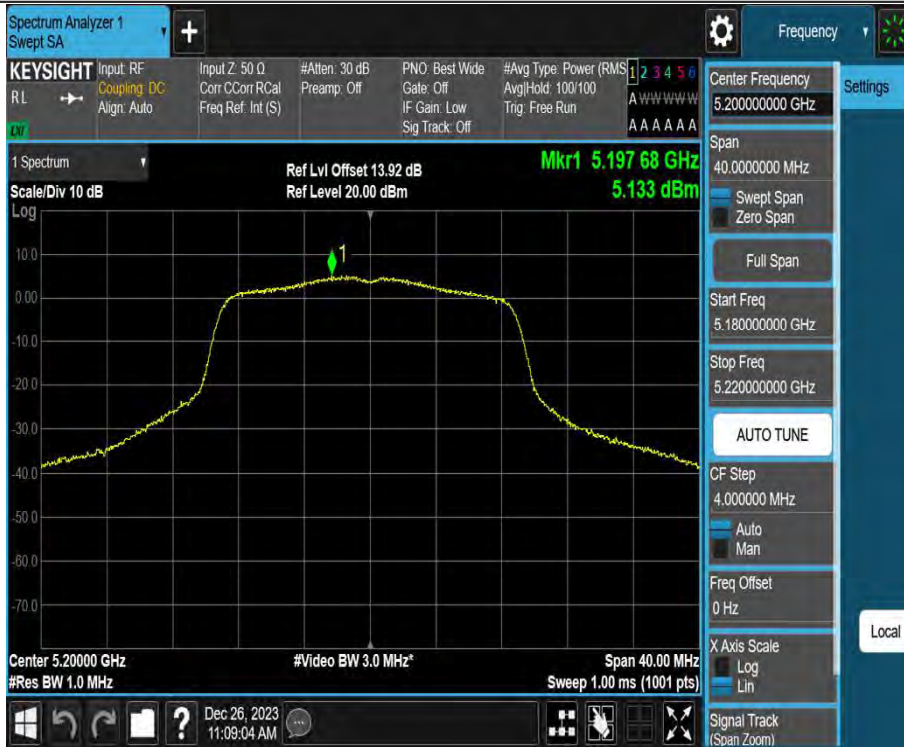 Spectrum Analyzer 1
Swept SA
Frequency
KEYSIGHT
RL
LXI
Input: RF
Coupling: DC
Align: Auto
Input Z: 50 Ω
Corr CCorr RCal
Freq Ref: Int (S)
#Atten: 30 dB
Preamp: Off
PNO: Best Wide
Gate: Off
IF Gain: Low
Sig Track: Off
#Avg Type: Power (RMS
Avg|Hold: 100/100
Trig: Free Run
1 2 3 4 5 6
A W W W W W
A A A A A A
1 Spectrum
Scale/Div 10 dB
Log
Ref Lvl Offset 13.92 dB
Ref Level 20.00 dBm
Mkr1 5.197 68 GHz
5.133 dBm
1
10.0
0.00
-10.0
-20.0
-30.0
-40.0
-50.0
-60.0
-70.0
Center 5.20000 GHz
#Res BW 1.0 MHz
#Video BW 3.0 MHz*
Span 40.00 MHz
Sweep 1.00 ms (1001 pts)
Center Frequency
5.200000000 GHz
Settings
Span
40.0000000 MHz
Swept Span
Zero Span
Full Span
Start Freq
5.180000000 GHz
Stop Freq
5.220000000 GHz
AUTO TUNE
CF Step
4.000000 MHz
Auto
Man
Freq Offset
0 Hz
X Axis Scale
Log
Lin
Local
Signal Track
(Span Zoom)
?
Dec 26, 2023
11:09:04 AM